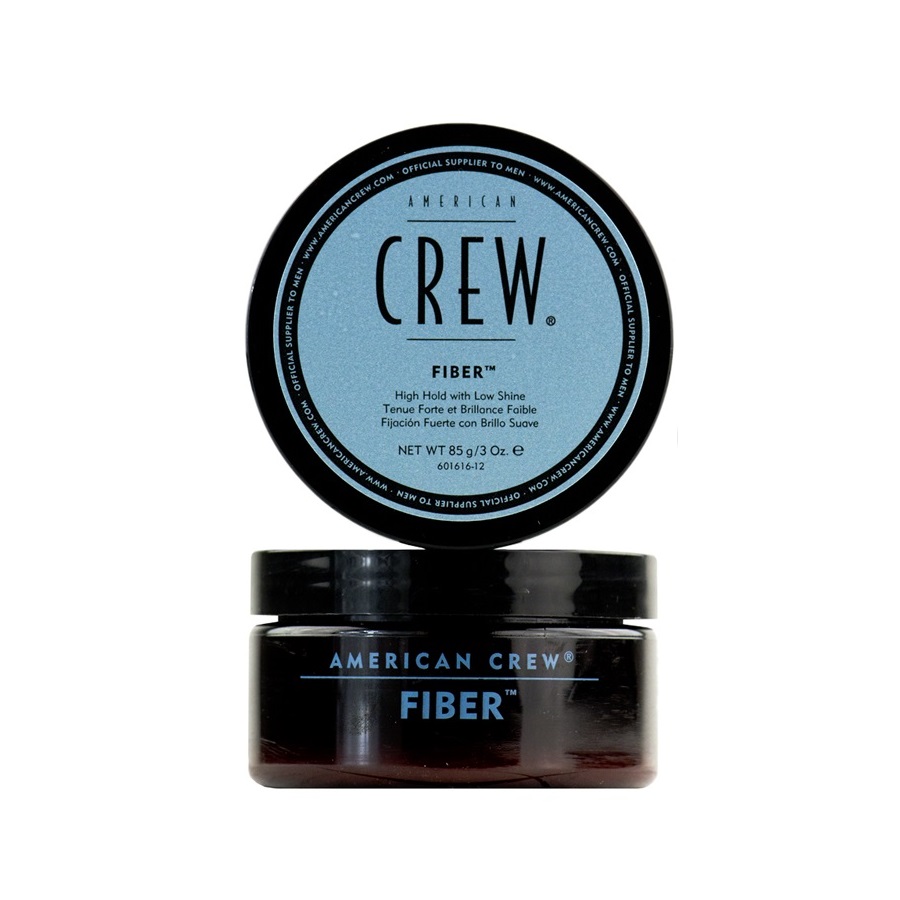 WWW.AMERICANCREW.COM · OFFICIAL SUPPLIER TO MEN · WWW.AMERICANCREW.COM · OFFICIAL SUPPLIER TO MEN · WWW.AMERICANCREW.COM · OFFICIAL SUPPLIER TO MEN · WWW.AMERICANCREW.COM · OFFICIAL SUPPLIER TO MEN ·
AMERICAN
CREW®
FIBER™
High Hold with Low Shine
Tenue Forte et Brillance Faible
Fijación Fuerte con Brillo Suave
NET WT 85 g/3 Oz. ℮
601616-12
AMERICAN CREW®
FIBER™